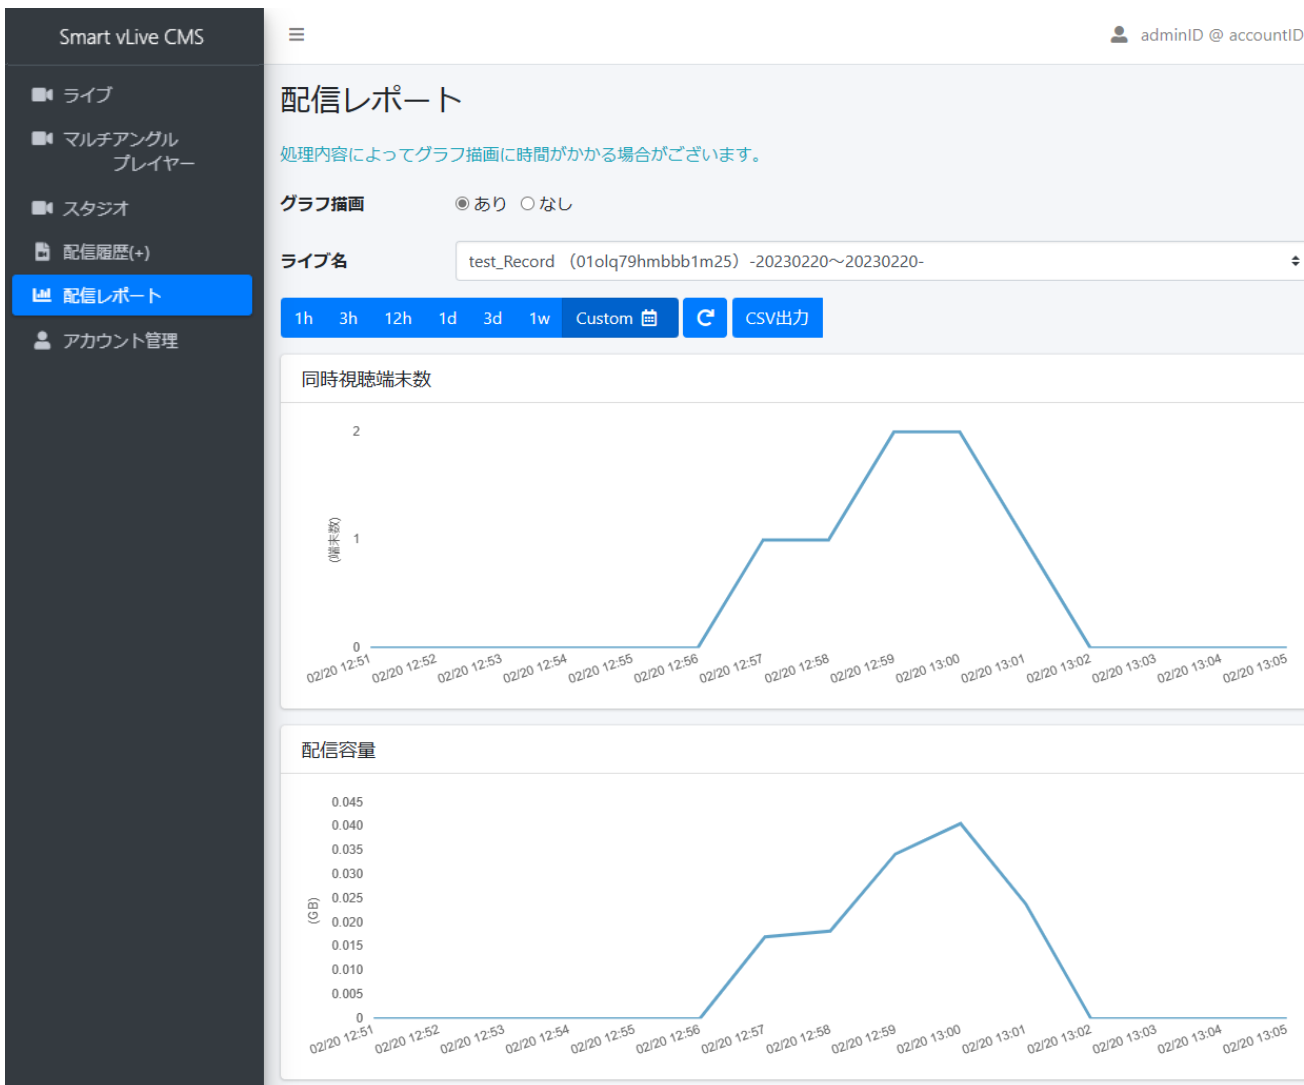 Smart vLive CMS
adminID @ accountID
ライブ
マルチアングル
プレイヤー
スタジオ
配信履歴(+)
配信レポート
アカウント管理
配信レポート
処理内容によってグラフ描画に時間がかかる場合がございます。
グラフ描画 あり なし
ライブ名 test_Record （01olq79hmbbb1m25）-20230220～20230220-
1h 3h 12h 1d 3d 1w Custom CSV出力
同時視聴端末数
2
(端末数)
1
0
02/20 12:51 02/20 12:52 02/20 12:53 02/20 12:54 02/20 12:55 02/20 12:56 02/20 12:57 02/20 12:58 02/20 12:59 02/20 13:00 02/20 13:01 02/20 13:02 02/20 13:03 02/20 13:04 02/20 13:05
配信容量
0.045
0.040
0.035
0.030
0.025
(GB)
0.020
0.015
0.010
0.005
0
02/20 12:51 02/20 12:52 02/20 12:53 02/20 12:54 02/20 12:55 02/20 12:56 02/20 12:57 02/20 12:58 02/20 12:59 02/20 13:00 02/20 13:01 02/20 13:02 02/20 13:03 02/20 13:04 02/20 13:05